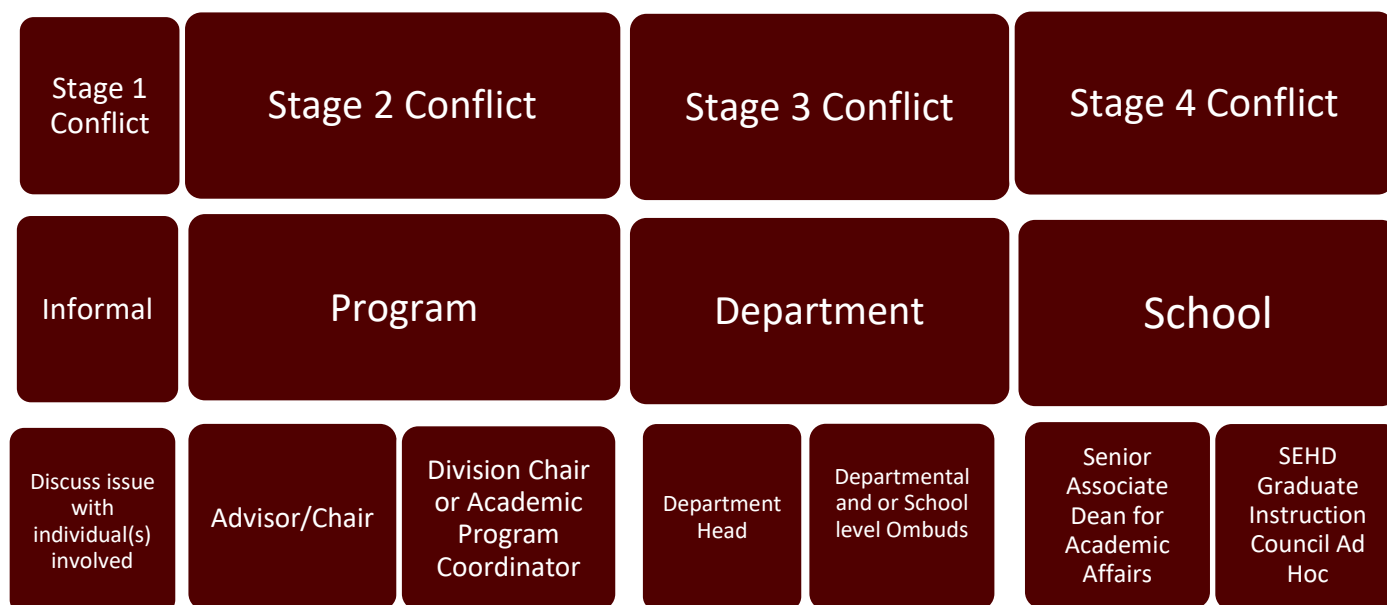 Stage 1
Conflict
Stage 2 Conflict
Stage 3 Conflict
Stage 4 Conflict
Informal
Program
Department
School
Discuss issue
with
individual(s)
involved
Advisor/Chair
Division Chair
or Academic
Program
Coordinator
Department
Head
Departmental
and or School
level Ombuds
Senior
Associate
Dean for
Academic
Affairs
SEHD
Graduate
Instruction
Council Ad
Hoc